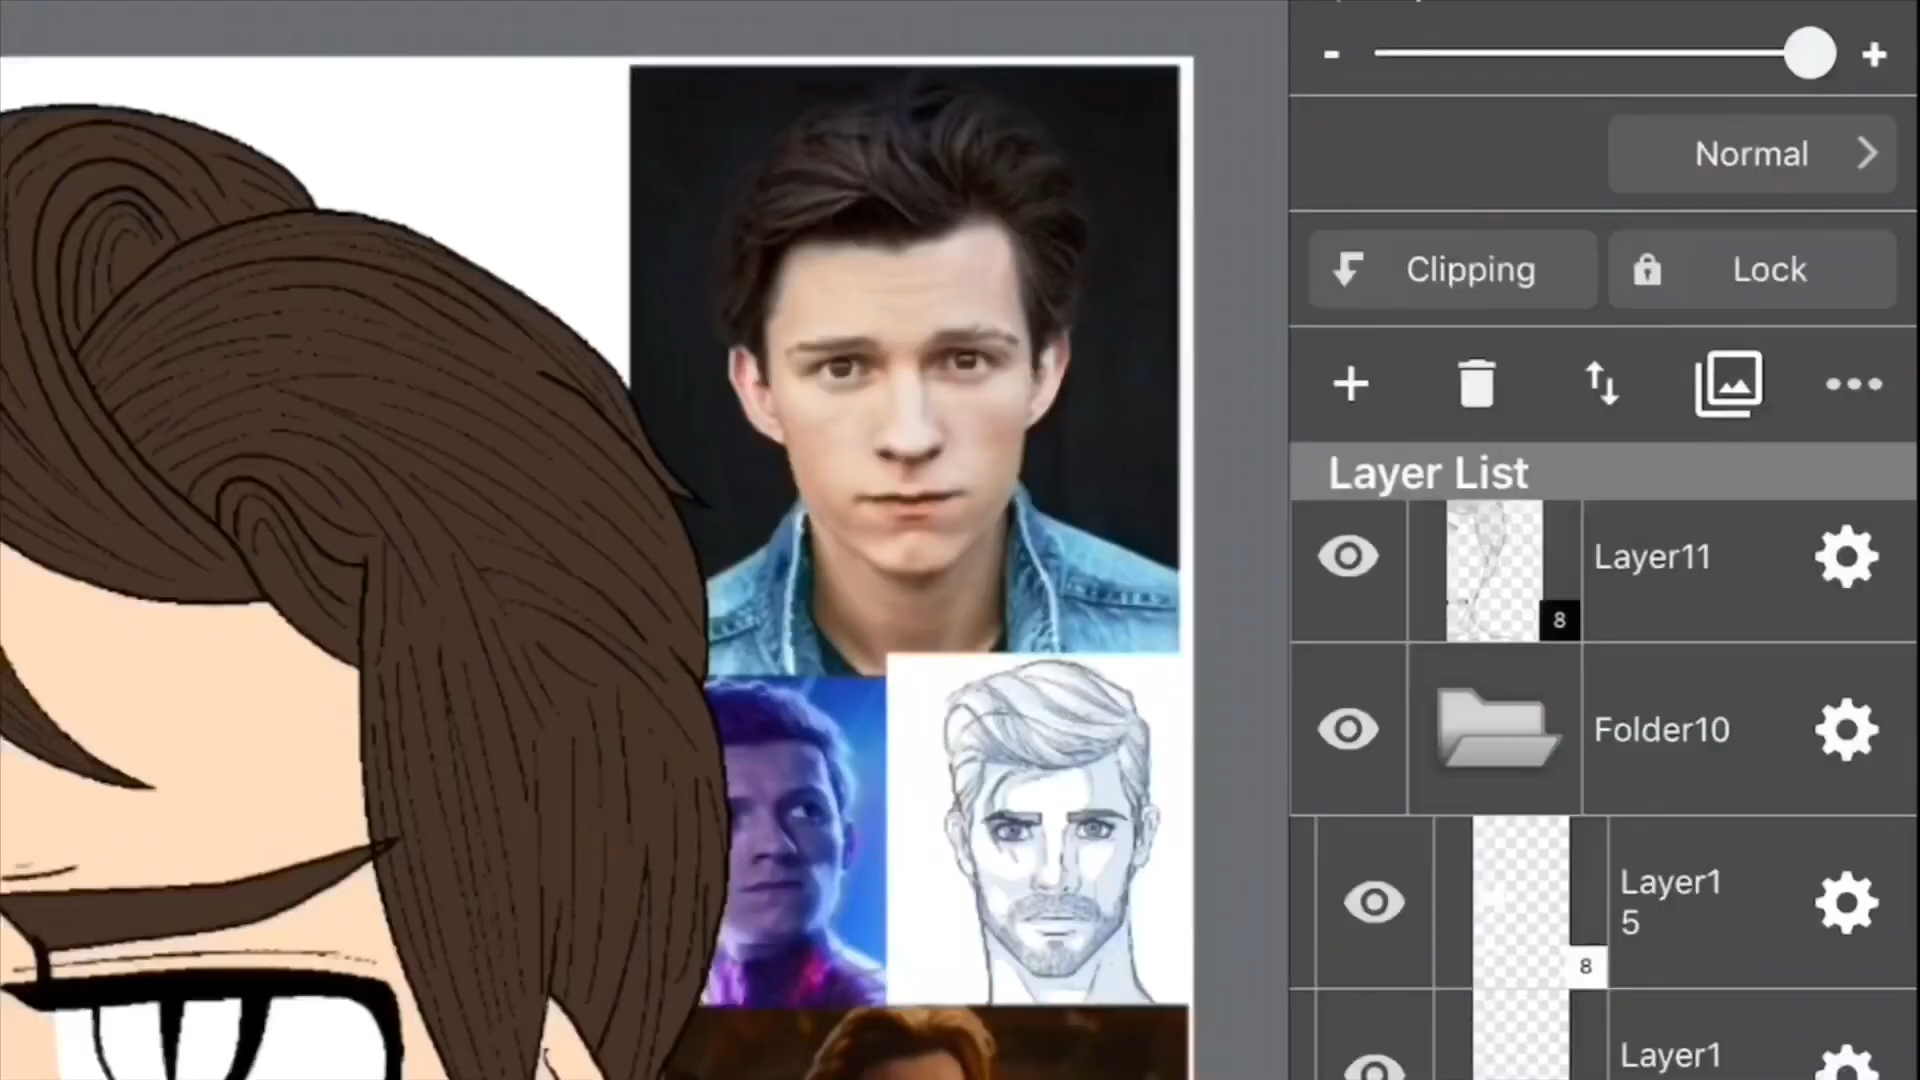 - +
Normal
Clipping
Lock
Layer List
Layer11
8
Folder10
Layer1
5
8
Layer1